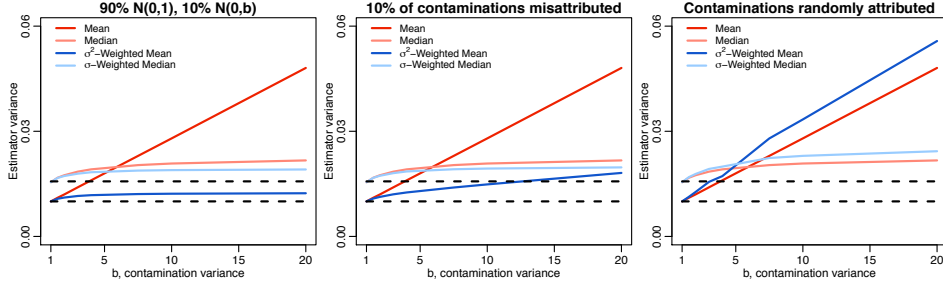 90% N(0,1), 10% N(0,b)
Estimator variance
0.00 0.03 0.06
Mean
Median
σ²−Weighted Mean
σ−Weighted Median
1 5 10 15 20
b, contamination variance
10% of contaminations misattributed
Estimator variance
0.00 0.03 0.06
Mean
Median
σ²−Weighted Mean
σ−Weighted Median
1 5 10 15 20
b, contamination variance
Contaminations randomly attributed
Estimator variance
0.00 0.03 0.06
Mean
Median
σ²−Weighted Mean
σ−Weighted Median
1 5 10 15 20
b, contamination variance